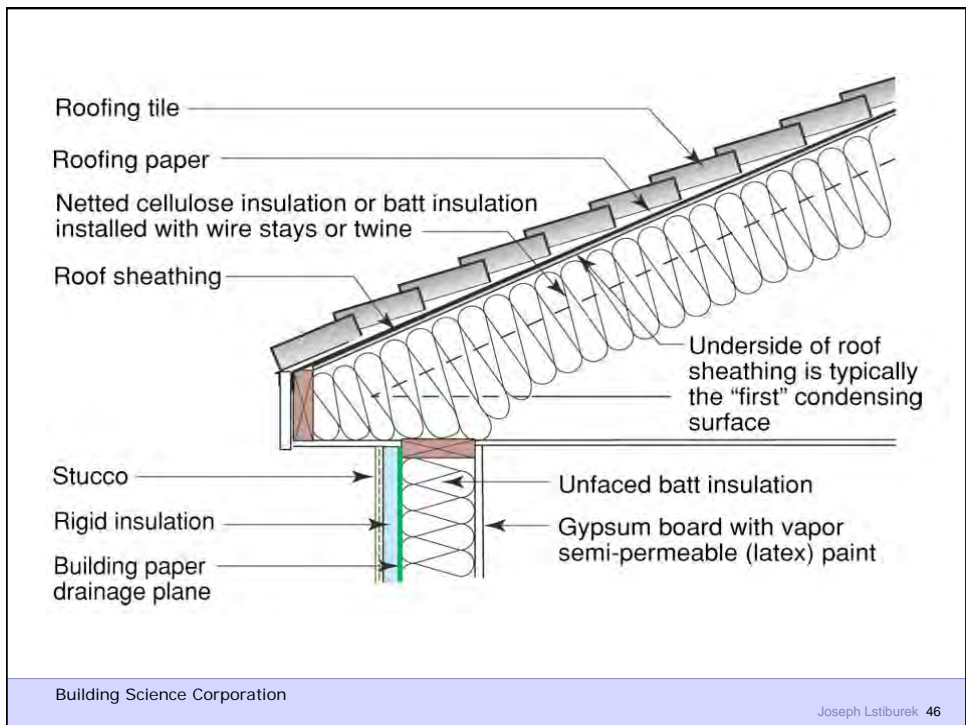 Roofing tile
Roofing paper
Netted cellulose insulation or batt insulation
installed with wire stays or twine
Roof sheathing
Underside of roof
sheathing is typically
the “first” condensing
surface
Stucco
Rigid insulation
Building paper
drainage plane
Unfaced batt insulation
Gypsum board with vapor
semi-permeable (latex) paint
Building Science Corporation
Joseph Lstiburek 46